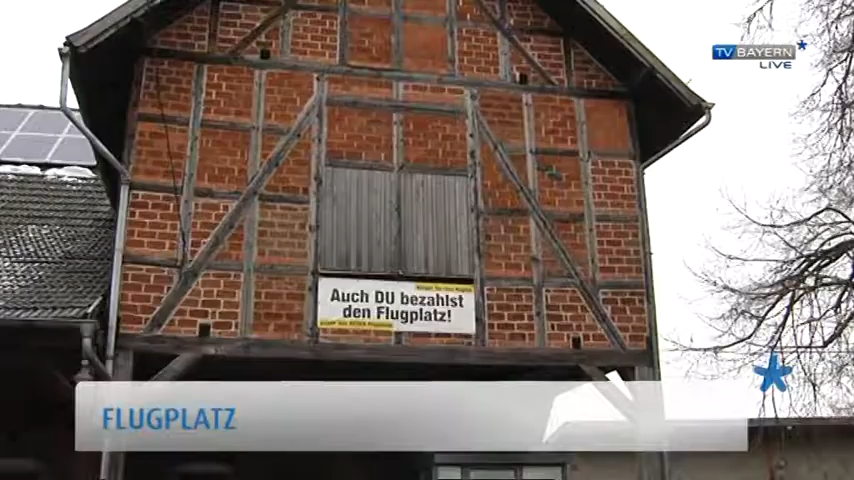 TV BAYERN
LIVE
Auch DU bezahlst
den Flugplatz!
FLUGPLATZ